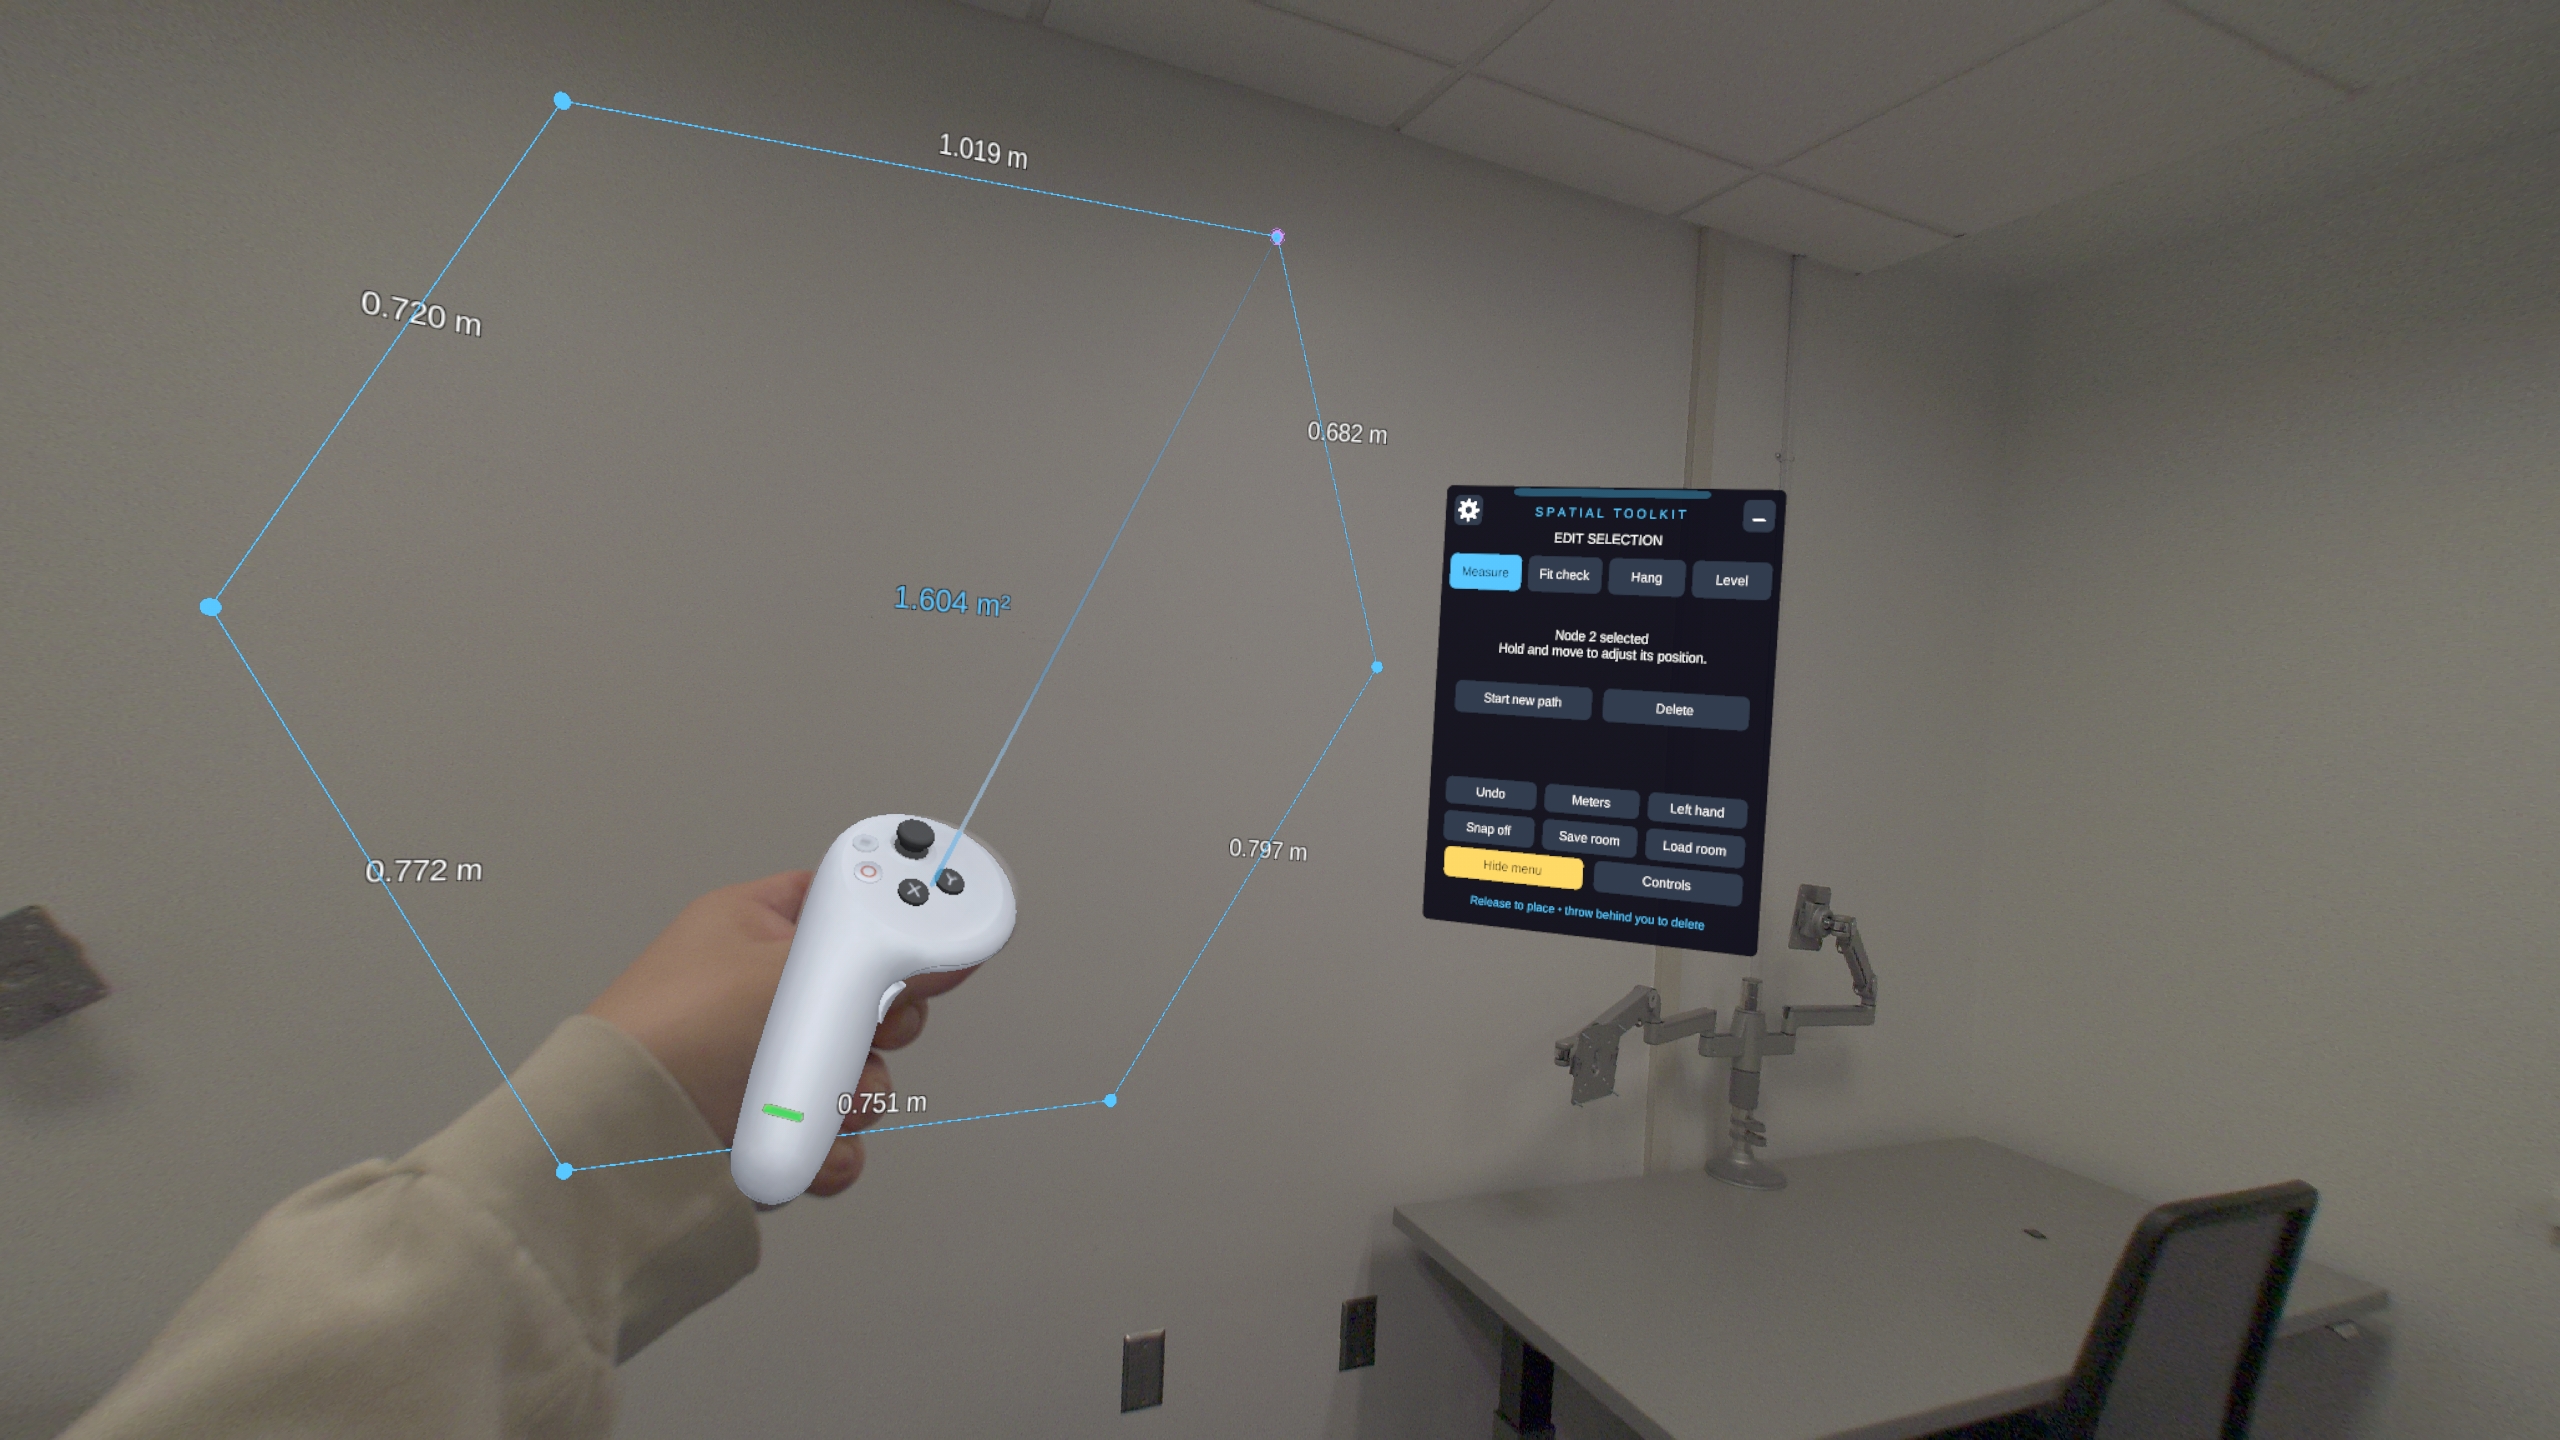 1.019 m
0.720 m
0.682 m
1.604 m²
0.772 m
0.797 m
0.751 m
X
Y
SPATIAL TOOLKIT
EDIT SELECTION
Measure
Fit check
Hang
Level
Node 2 selected
Hold and move to adjust its position.
Start new path
Delete
Undo
Meters
Left hand
Snap off
Save room
Load room
Hide menu
Controls
Release to place • throw behind you to delete